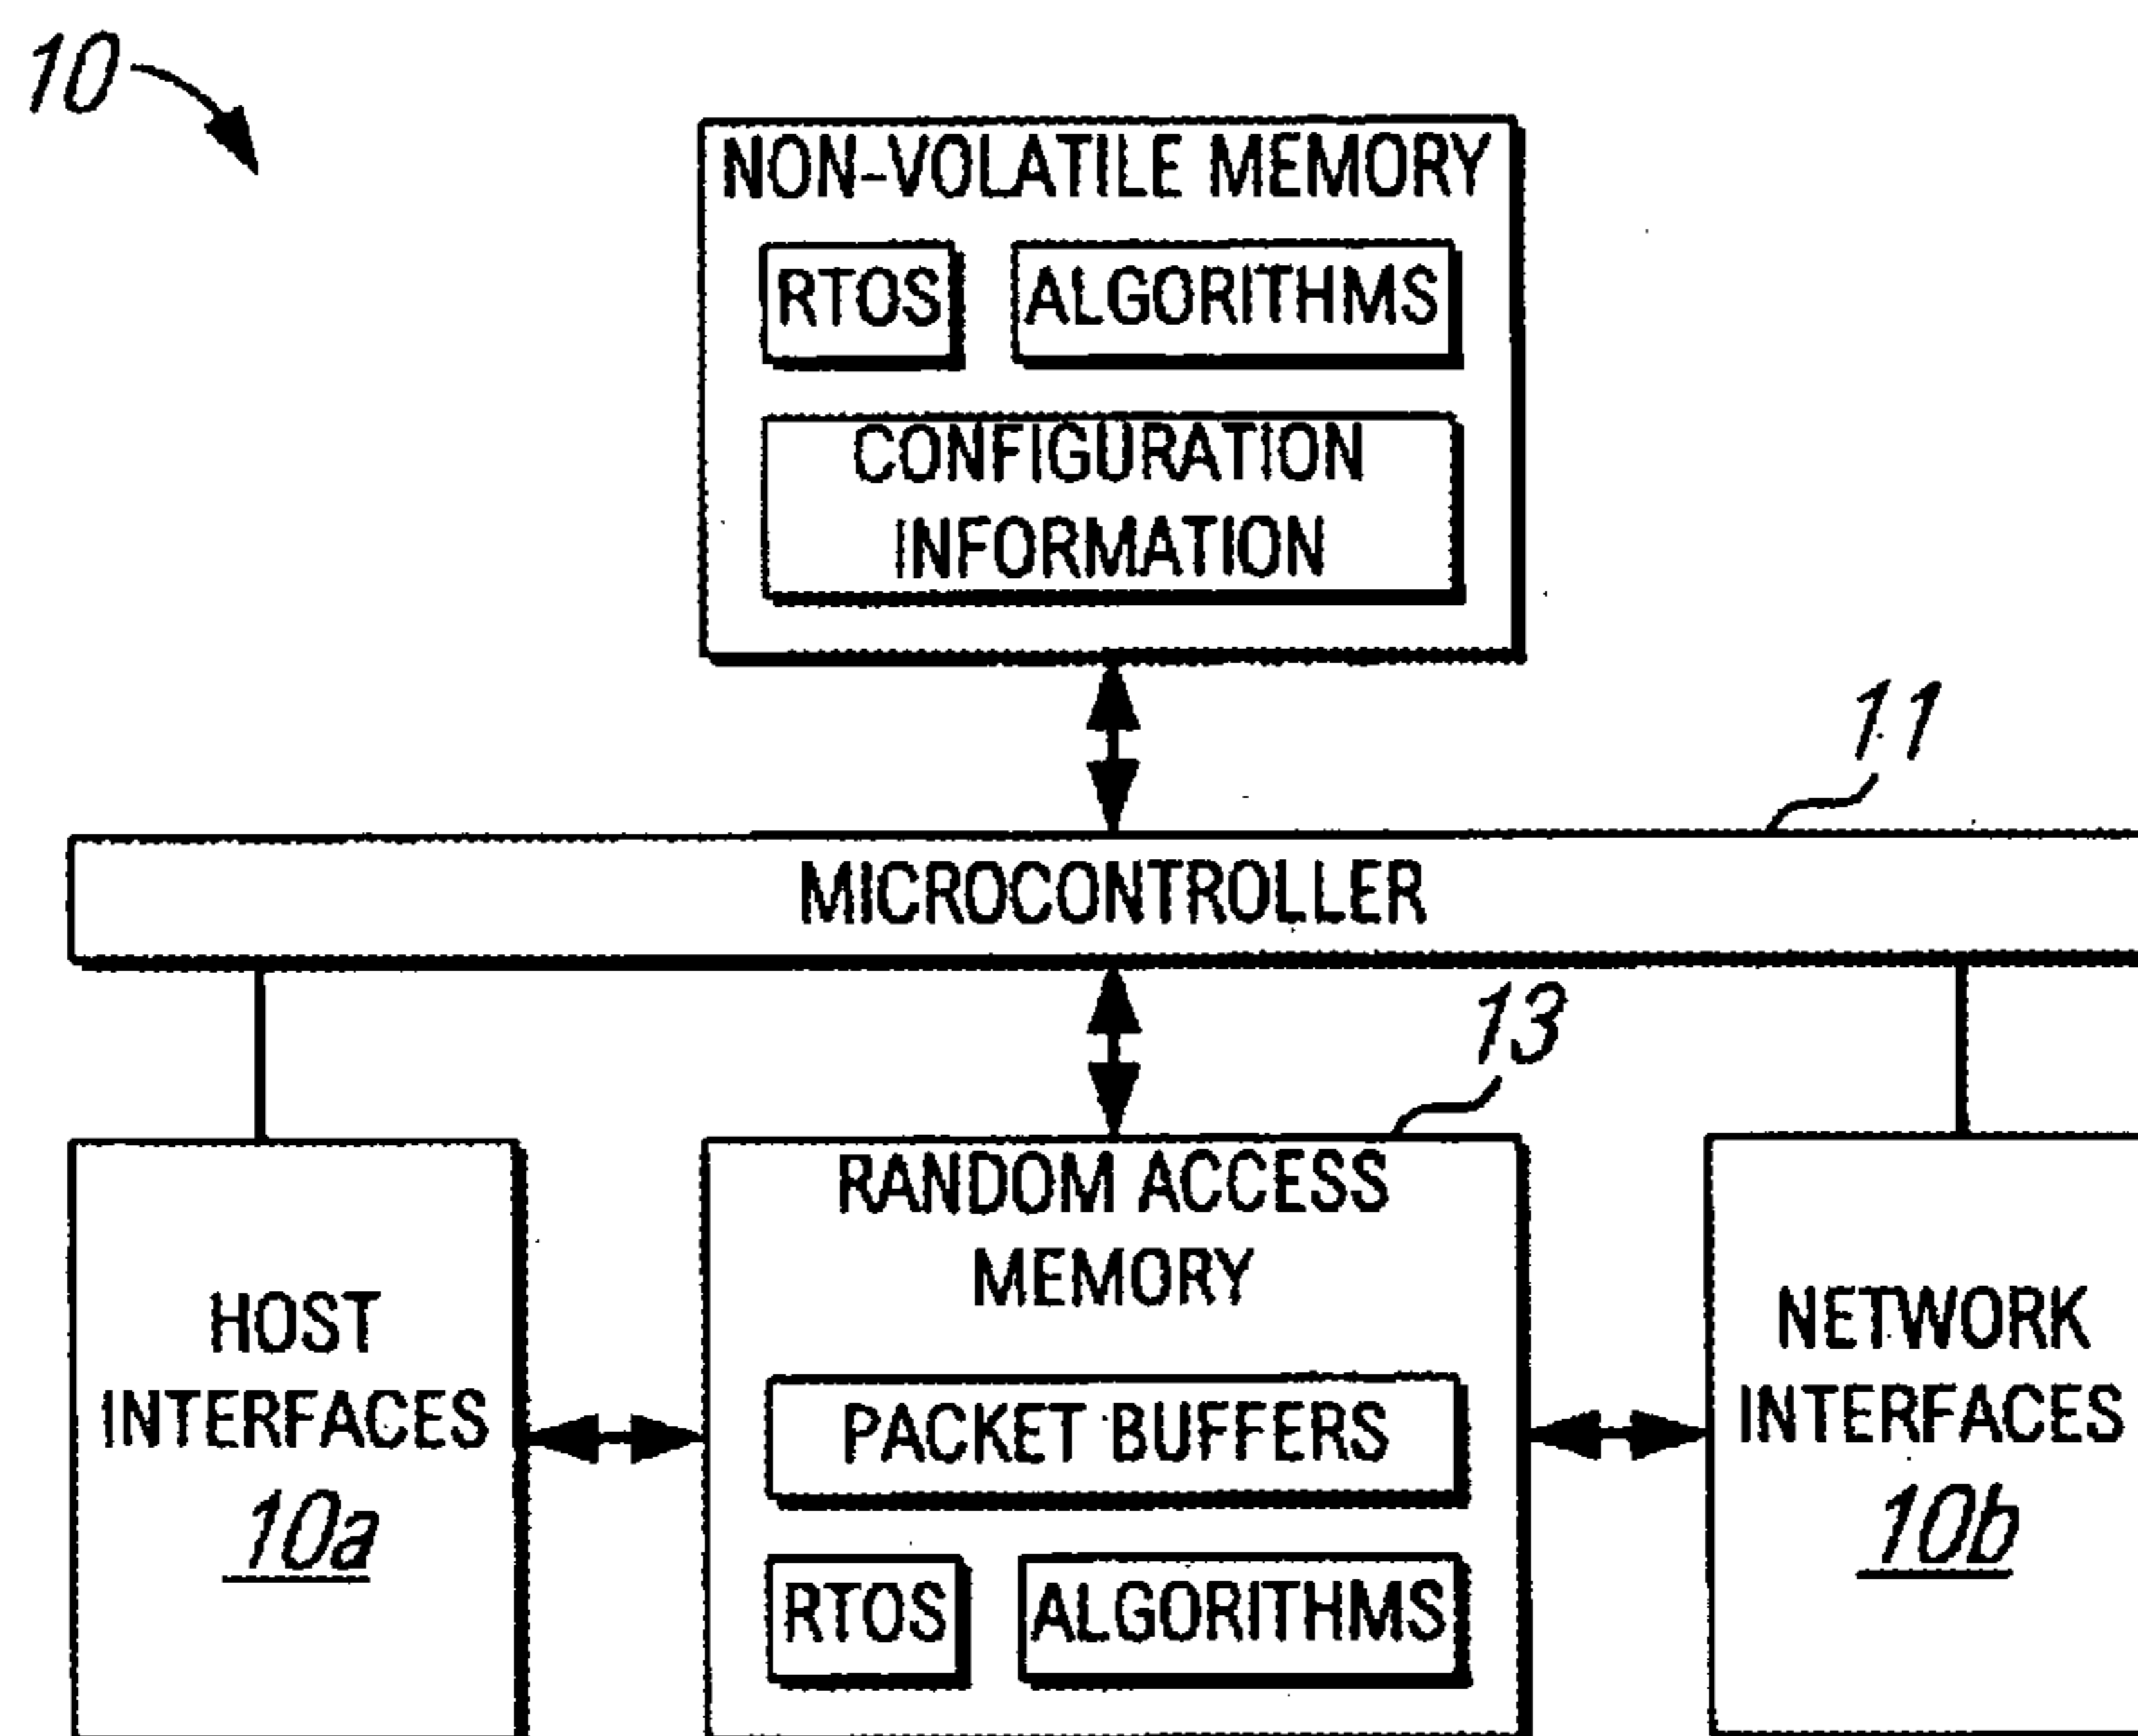 10
NON-VOLATILE MEMORY
RTOS
ALGORITHMS
CONFIGURATION
INFORMATION
11
MICROCONTROLLER
13
HOST
INTERFACES
10a
RANDOM ACCESS
MEMORY
PACKET BUFFERS
RTOS
ALGORITHMS
NETWORK
INTERFACES
10b